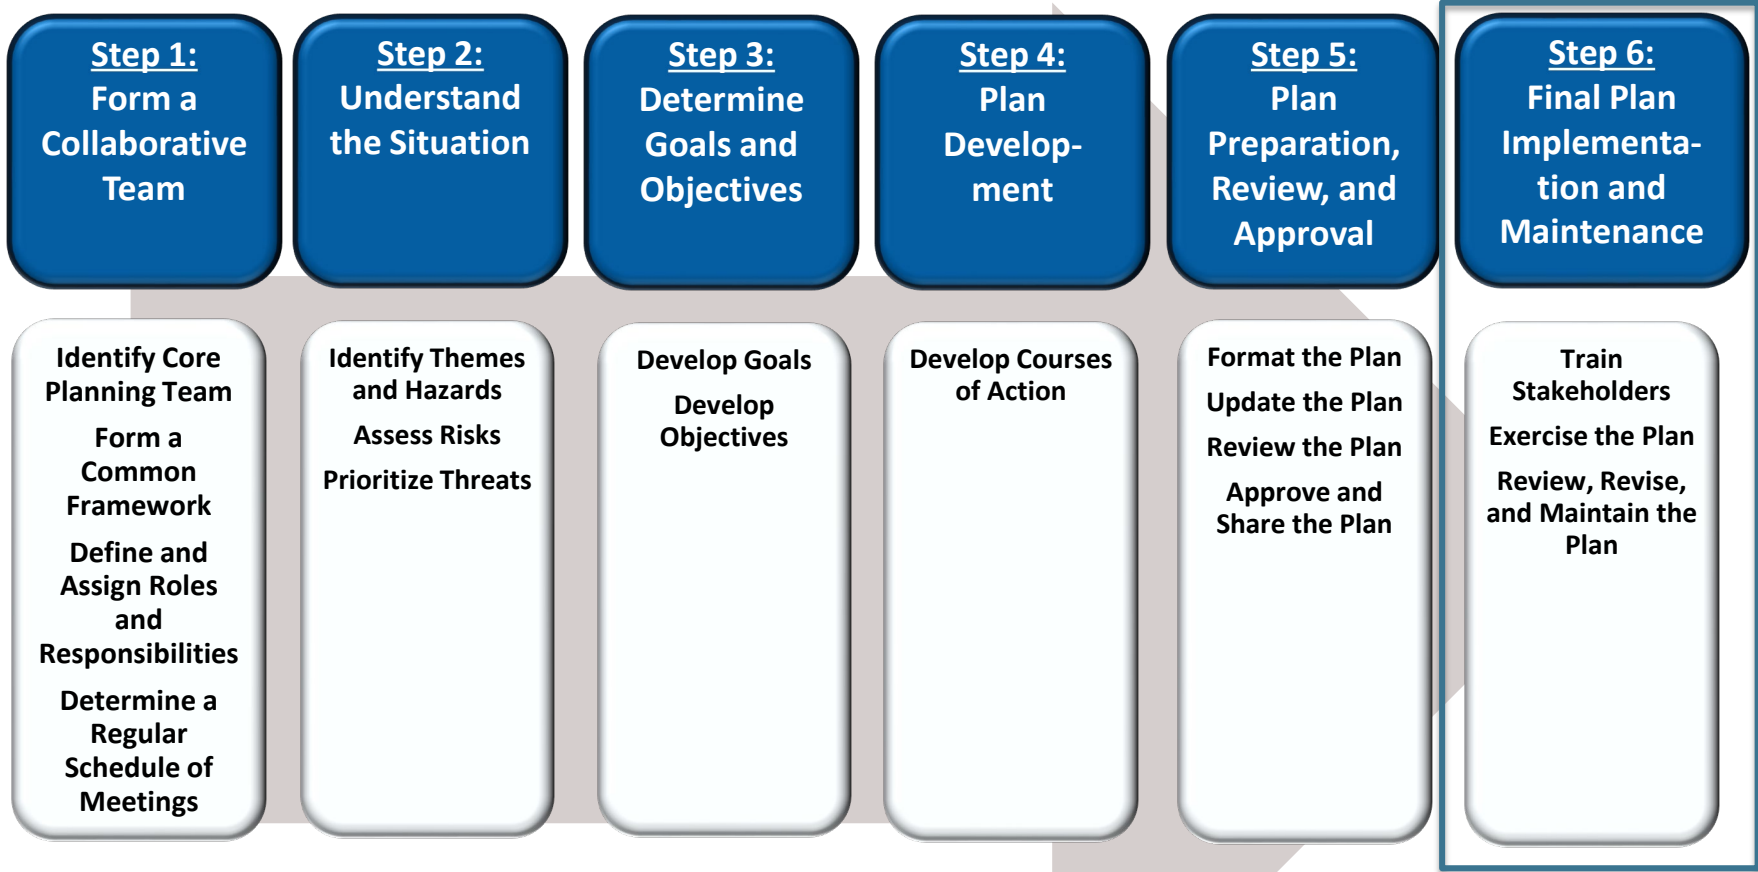 Step 1:
Form a
Collaborative
Team
Step 2:
Understand
the Situation
Step 3:
Determine
Goals and
Objectives
Step 4:
Plan
Develop-
ment
Step 5:
Plan
Preparation,
Review, and
Approval
Step 6:
Final Plan
Implementa-
tion and
Maintenance
Identify Core
Planning Team
Form a
Common
Framework
Define and
Assign Roles
and
Responsibilities
Determine a
Regular
Schedule of
Meetings
Identify Themes
and Hazards
Assess Risks
Prioritize Threats
Develop Goals
Develop
Objectives
Develop Courses
of Action
Format the Plan
Update the Plan
Review the Plan
Approve and
Share the Plan
Train
Stakeholders
Exercise the Plan
Review, Revise,
and Maintain the
Plan